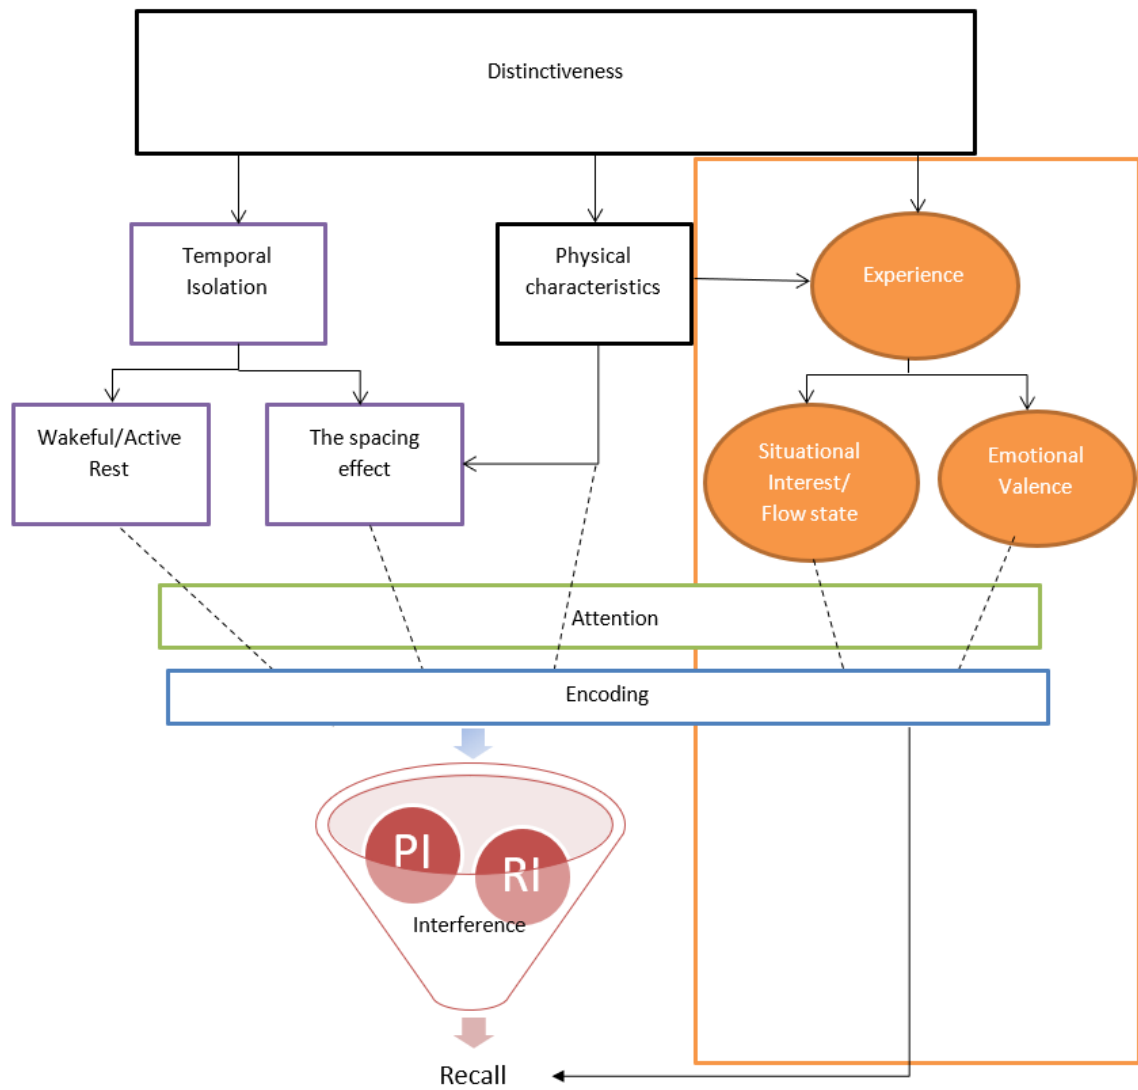 Distinctiveness
Temporal
Isolation
Physical
characteristics
Experience
Wakeful/Active
Rest
The spacing
effect
Situational
Interest/
Flow state
Emotional
Valence
Attention
Encoding
PI
RI
Interference
Recall